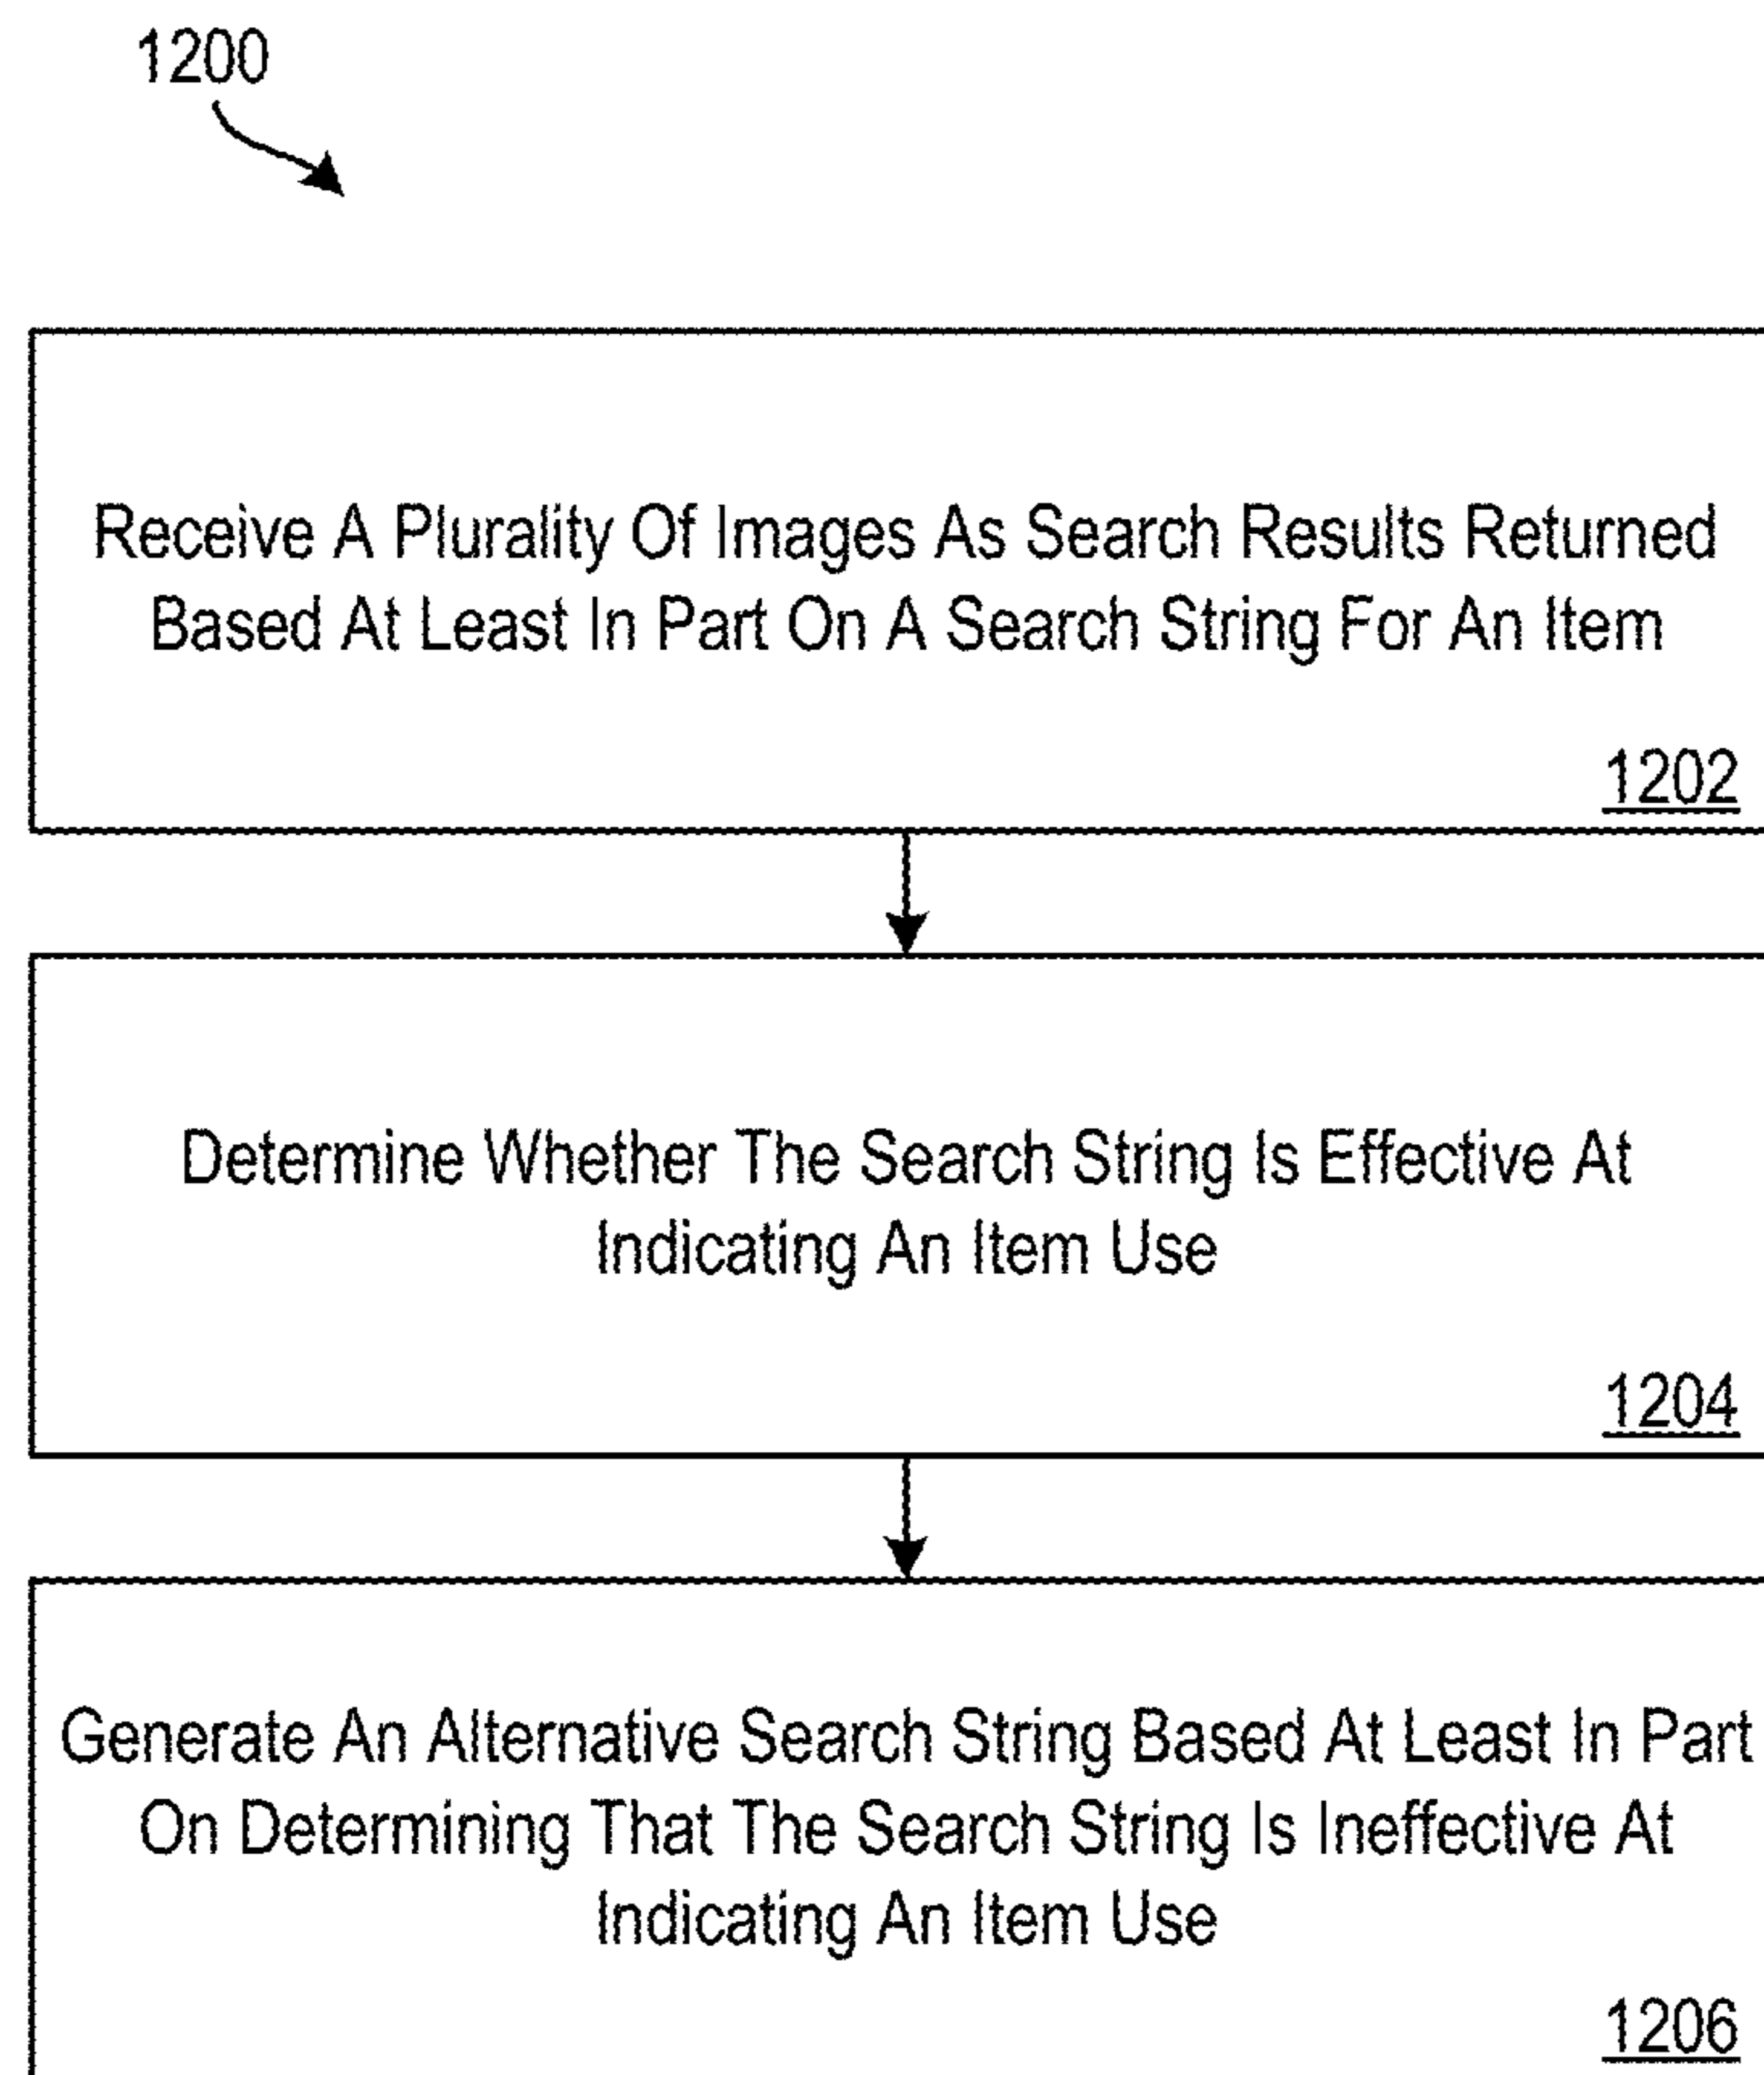 1200
Receive A Plurality Of Images As Search Results Returned
Based At Least In Part On A Search String For An Item
1202
Determine Whether The Search String Is Effective At
Indicating An Item Use
1204
Generate An Alternative Search String Based At Least In Part
On Determining That The Search String Is Ineffective At
Indicating An Item Use
1206